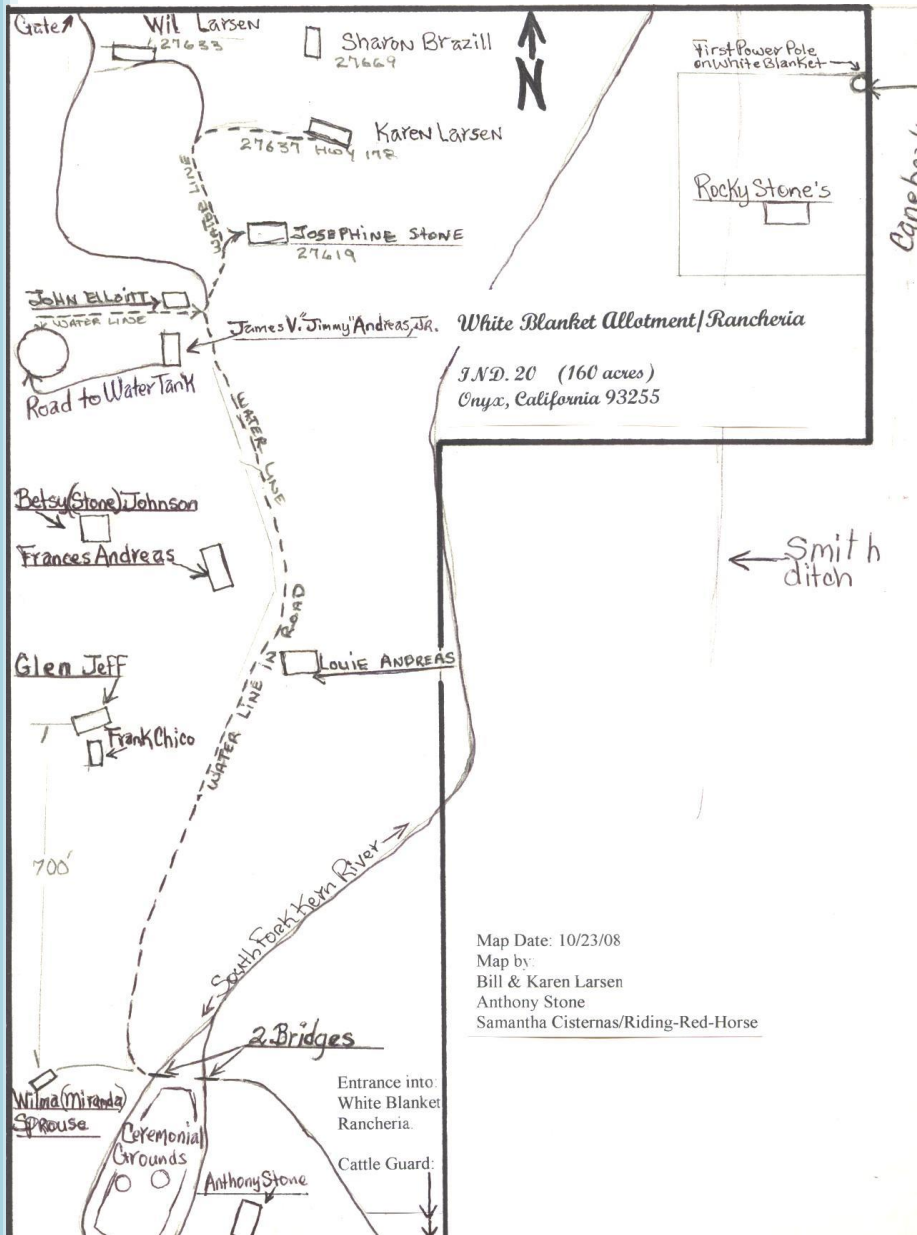 Gate
Wil Larsen
27633
Sharon Brazill
27669
N
First Power Pole
on White Blanket
Karen Larsen
27637 Hwy 178
Rocky Stone's
JOSEPHINE STONE
27619
JOHN ELLOITT
WATER LINE
James V. "Jimmy" Andreas, JR.
Road to Water Tank
White Blanket Allotment/Rancheria
IND. 20 (160 acres)
Onyx, California 93255
WATER LINE
Betsy (Stone) Johnson
Frances Andreas
Smith
ditch
WATER LINE IN ROAD
LOUIE ANDREAS
Glen Jeff
Frank Chico
700'
South Fork Kern River
Map Date: 10/23/08
Map by:
Bill & Karen Larsen
Anthony Stone
Samantha Cisternas/Riding-Red-Horse
2 Bridges
Wilma (Miranda)
SPROUSE
Ceremonial
Grounds
Entrance into:
White Blanket
Rancheria.
Cattle Guard:
Anthony Stone